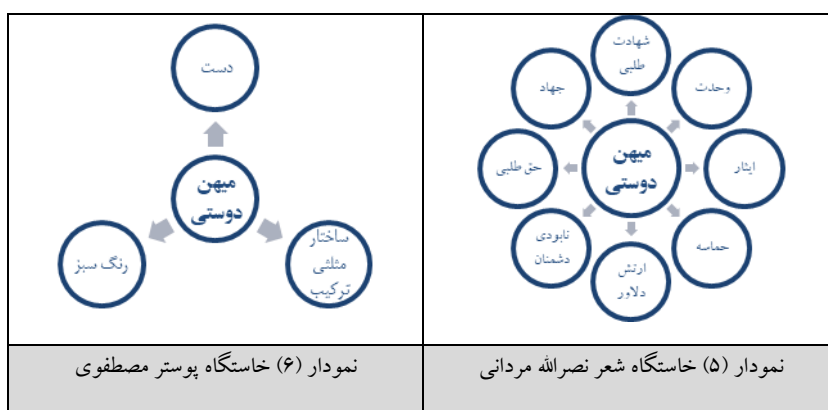 شهادت
طلبی
وحدت
ایثار
حماسه
ارتش
دلاور
نابودی
دشمنان
حق طلبی
جهاد
میهن
دوستی
نمودار (۵) خاستگاه شعر نصرالله مردانی
دست
میهن
دوستی
ساختار
مثلثی
ترکیب
رنگ سبز
نمودار (۶) خاستگاه پوستر مصطفوی